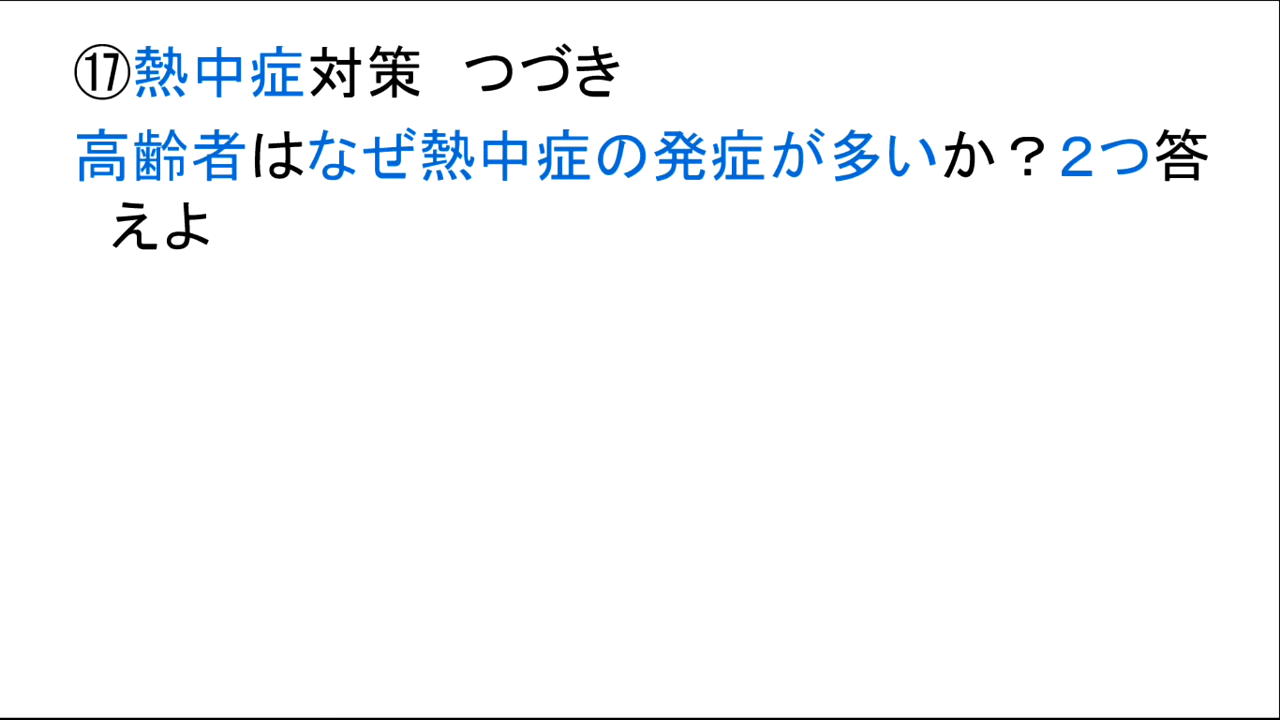 ⑰熱中症対策　つづき
高齢者はなぜ熱中症の発症が多いか？２つ答
えよ